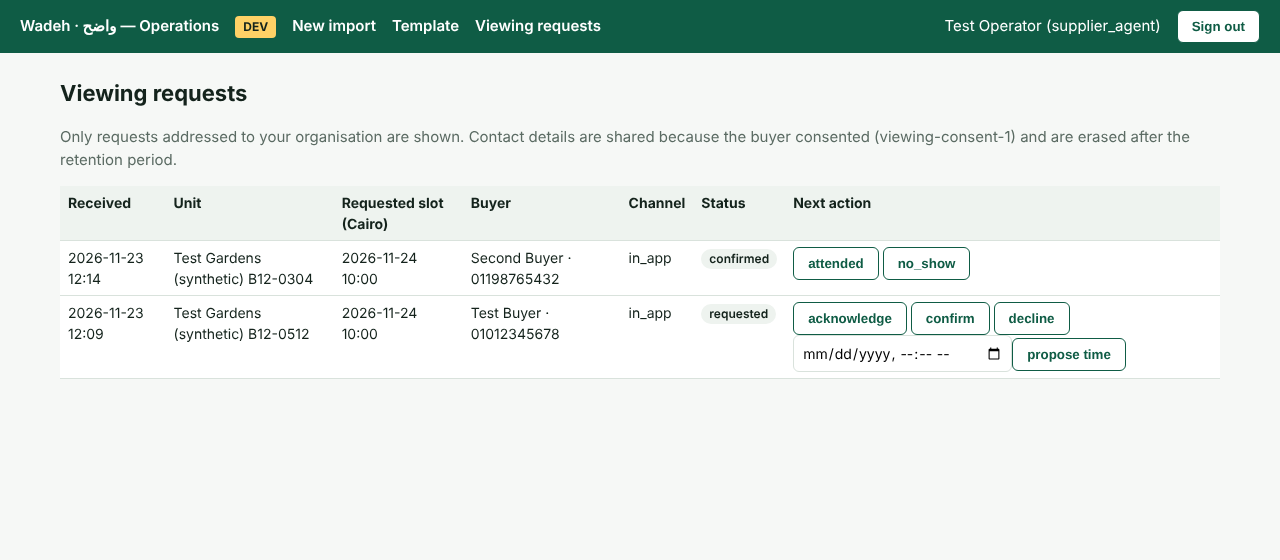 Wadeh · واضح — Operations DEV New import Template Viewing requests Test Operator (supplier_agent) Sign out
Viewing requests
Only requests addressed to your organisation are shown. Contact details are shared because the buyer consented (viewing-consent-1) and are erased after the
retention period.
Received Unit Requested slot (Cairo) Buyer Channel Status Next action
2026-11-23 12:14 Test Gardens (synthetic) B12-0304 2026-11-24 10:00 Second Buyer · 01198765432 in_app confirmed attended no_show
2026-11-23 12:09 Test Gardens (synthetic) B12-0512 2026-11-24 10:00 Test Buyer · 01012345678 in_app requested acknowledge confirm decline
mm/dd/yyyy, --:-- -- propose time